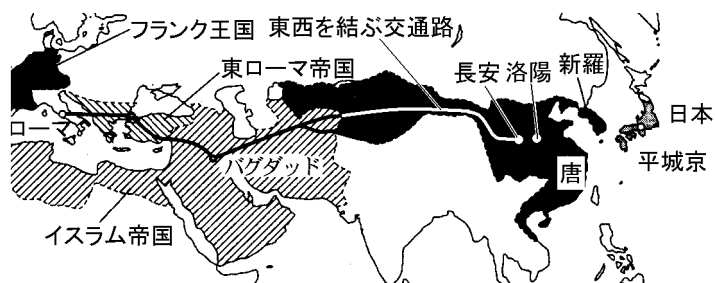 フランク王国
東西を結ぶ交通路
東ローマ帝国
長安
洛陽
新羅
日本
ローマ
バグダッド
平城京
唐
イスラム帝国